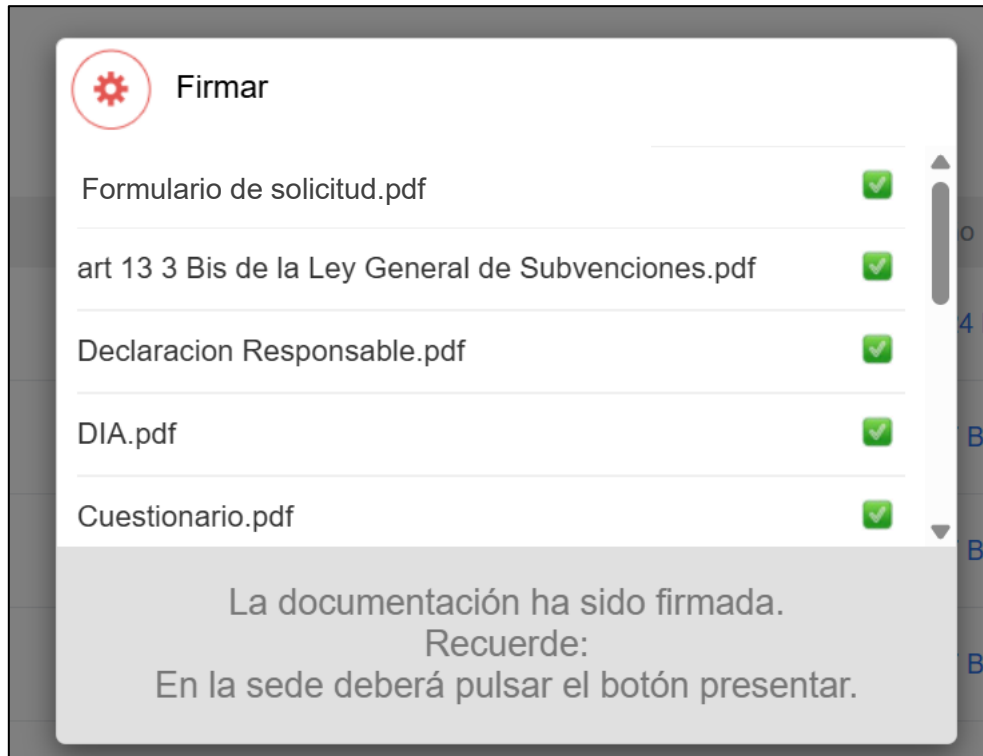 Firmar
Formulario de solicitud.pdf
art 13 3 Bis de la Ley General de Subvenciones.pdf
Declaracion Responsable.pdf
DIA.pdf
Cuestionario.pdf
La documentación ha sido firmada.
Recuerde:
En la sede deberá pulsar el botón presentar.
o
4
B
B
B